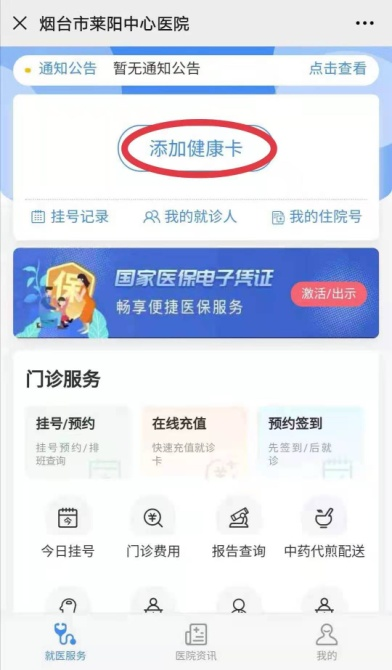 烟台市莱阳中心医院
通知公告 暂无通知公告 点击查看
添加健康卡
挂号记录 我的就诊人 我的住院号
保 国家医保电子凭证
畅享便捷医保服务 激活/出示
门诊服务
挂号/预约 在线充值 预约签到
挂号预约/排 快速充值就诊 先签到/后就
班查询 卡 诊
今日挂号 门诊费用 报告查询 中药代煎配送
就医服务 医院资讯 我的